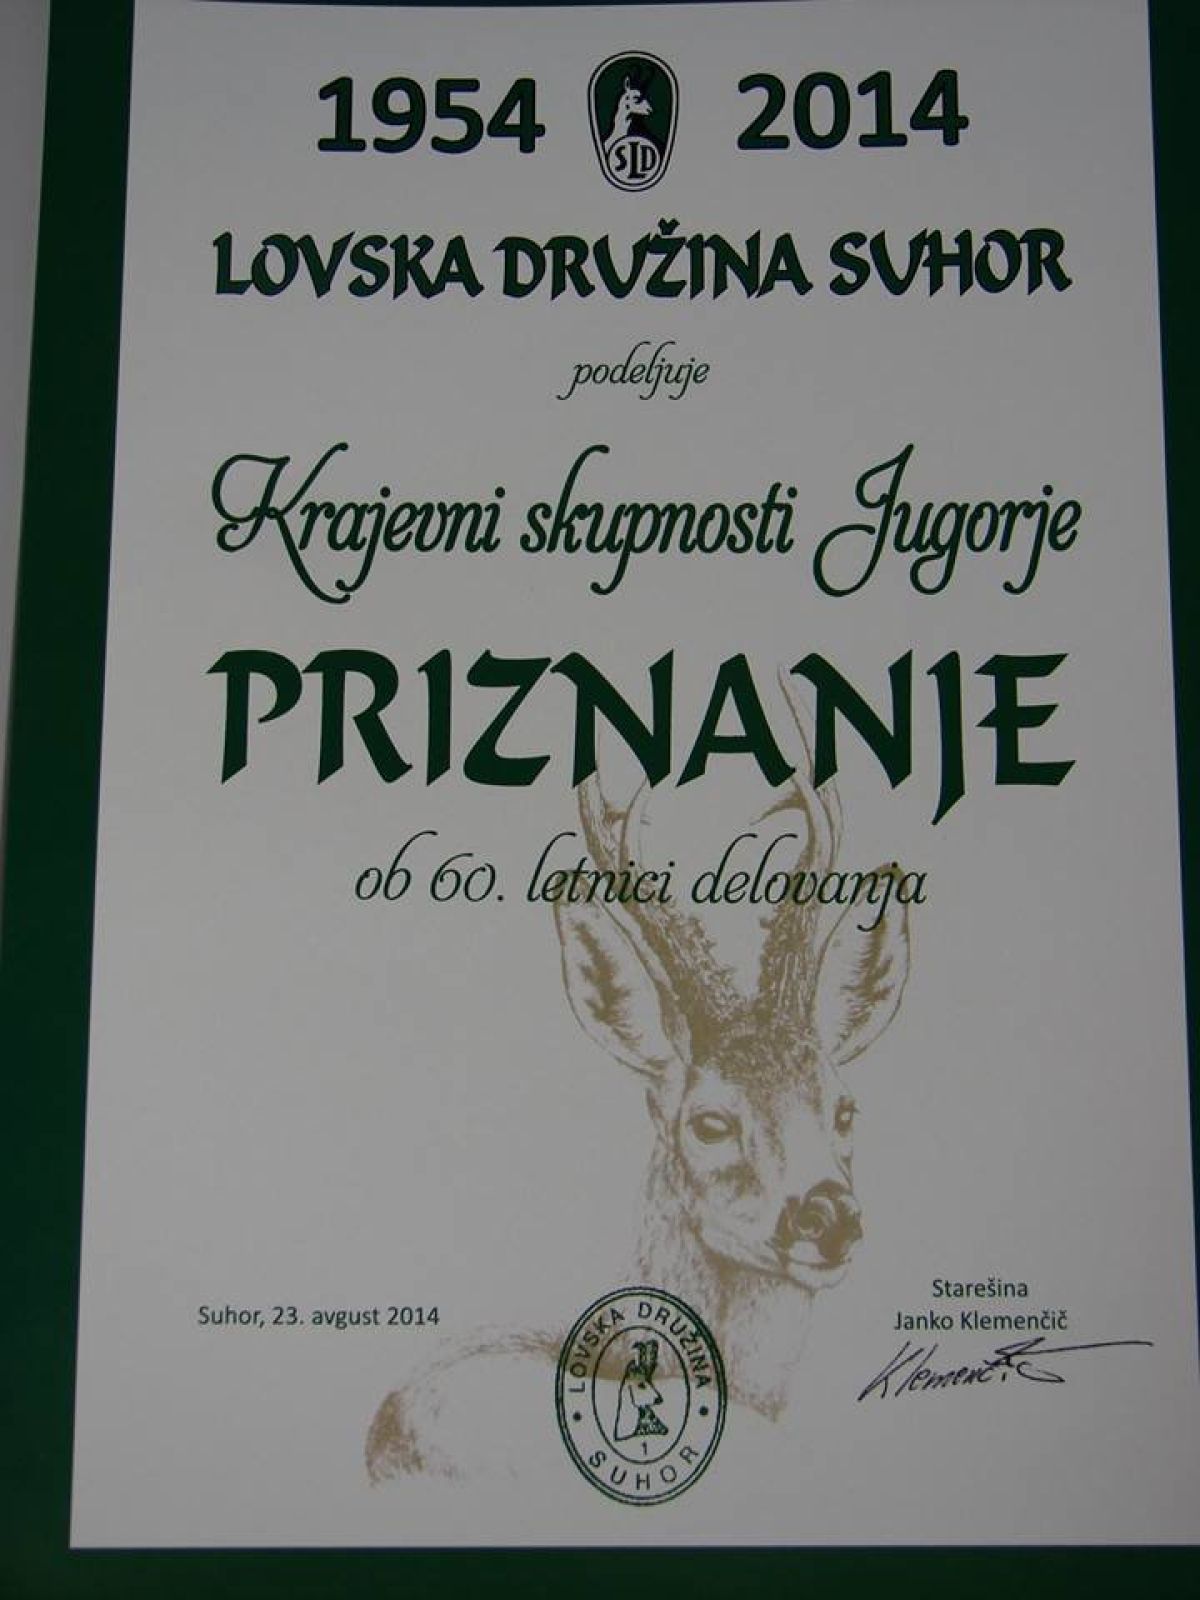 1954 SLD 2014
LOVSKA DRUŽINA SUHOR
podeljuje
Krajevni skupnosti Jugorje
PRIZNANJE
ob 60. letnici delovanja
Suhor, 23. avgust 2014
Starešina
Janko Klemenčič
Klemenčič
LOVSKA DRUŽINA
1
SUHOR